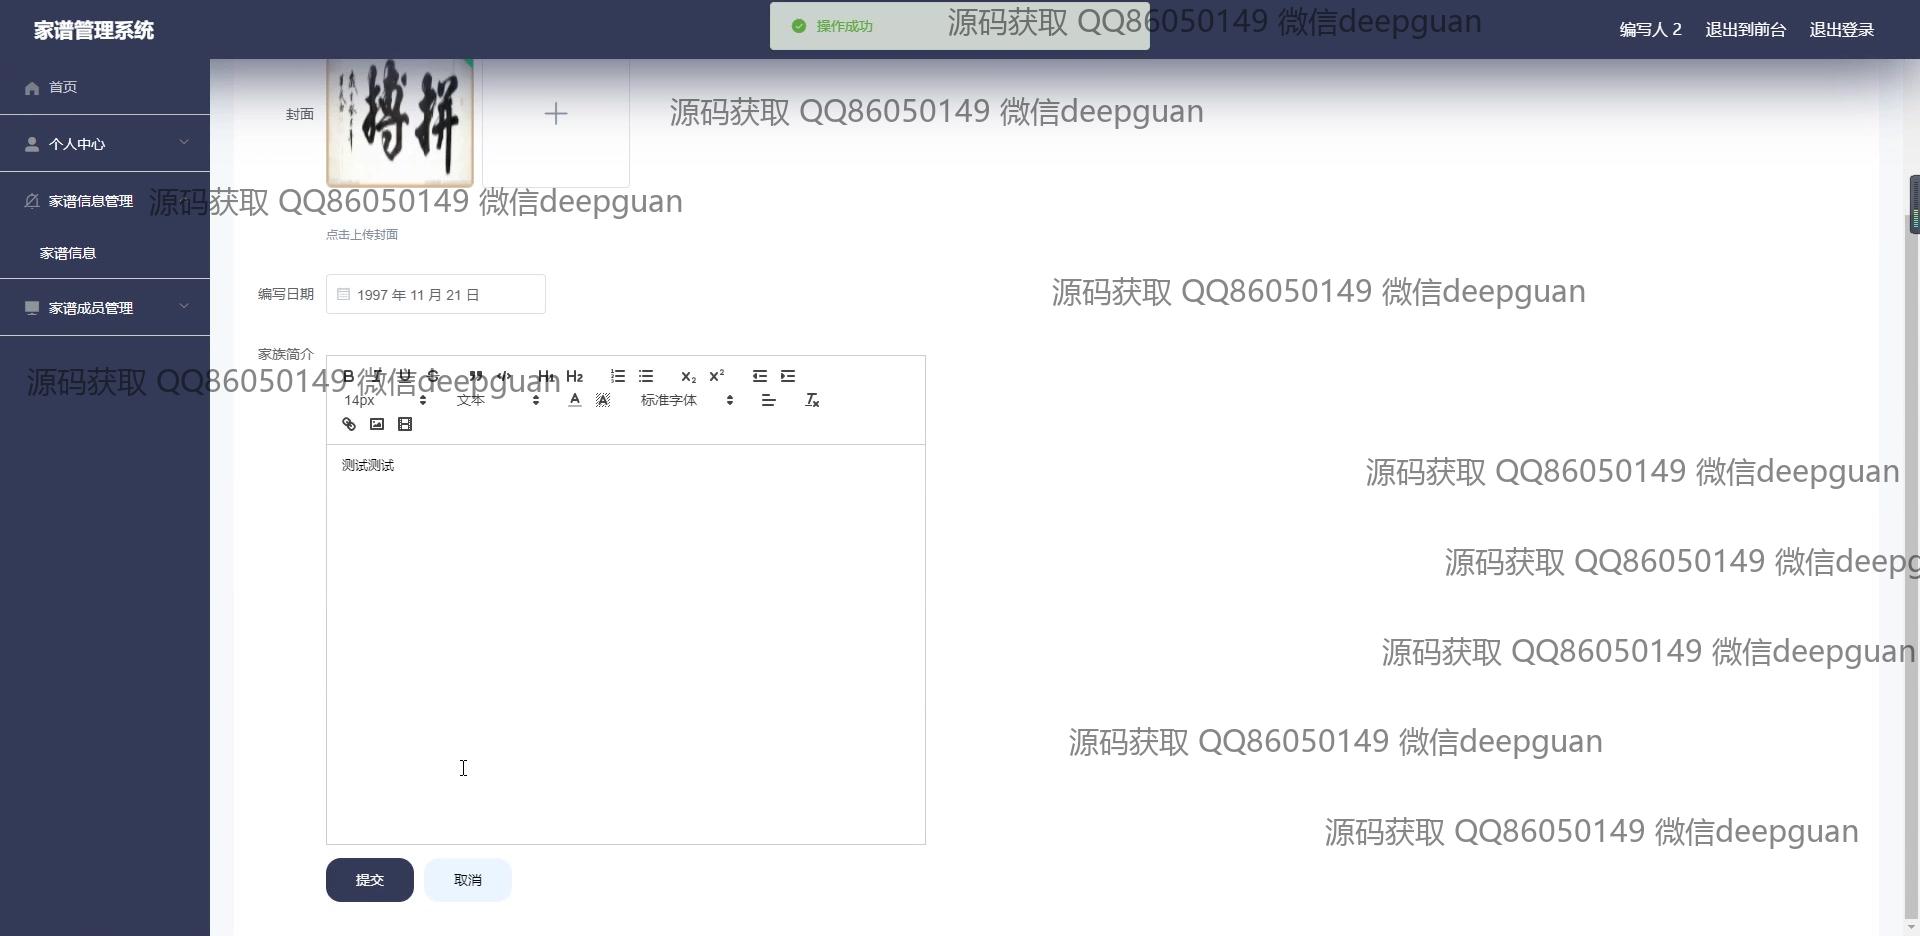 家谱管理系统
操作成功
源码获取 QQ86050149 微信deepguan
编写人 2
退出到前台
退出登录
首页
个人中心
家谱信息管理
家谱信息
家谱成员管理
封面
拼搏
源码获取 QQ86050149 微信deepguan
源码获取 QQ86050149 微信deepguan
点击上传封面
编写日期
1997 年 11 月 21 日
源码获取 QQ86050149 微信deepguan
家族简介
源码获取 QQ86050149 微信deepguan
B I U S H1 H2 X2 X2
14px 文本 A A 标准字体 Tx
测试测试
源码获取 QQ86050149 微信deepguan
源码获取 QQ86050149 微信deepg
源码获取 QQ86050149 微信deepguan
源码获取 QQ86050149 微信deepguan
源码获取 QQ86050149 微信deepguan
提交
取消